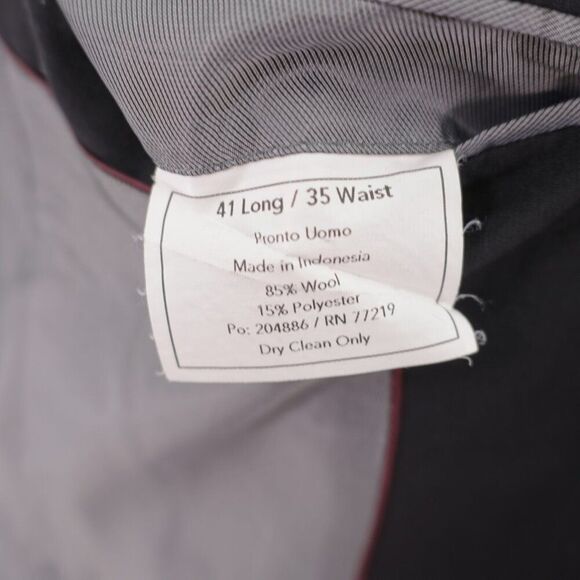 41 Long / 35 Waist
Pronto Uomo
Made in Indonesia
85% Wool
15% Polyester
Po: 204886 / RN 77219
Dry Clean Only